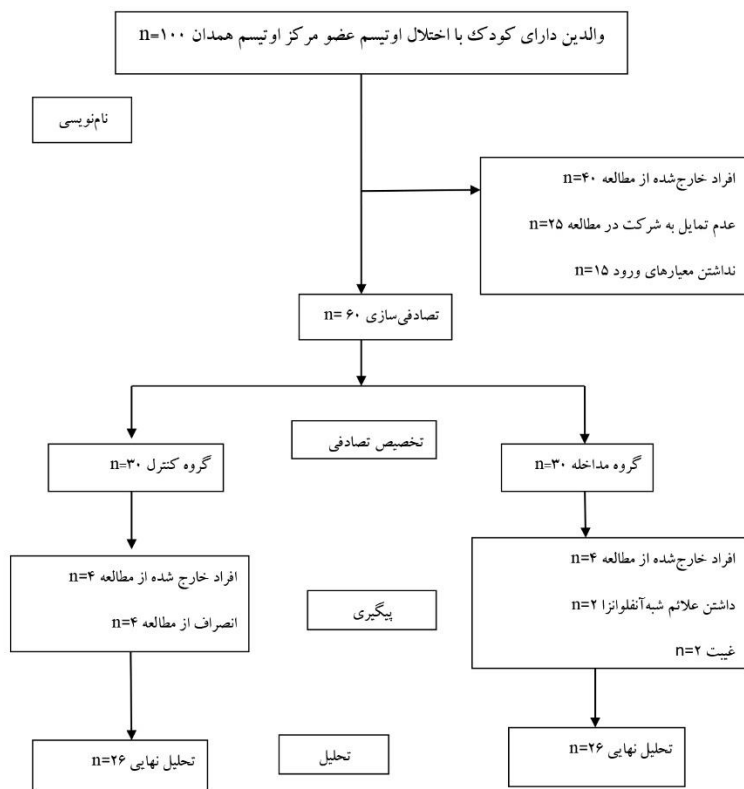 والدین دارای کودک با اختلال اوتیسم عضو مرکز اوتیسم همدان n=۱۰۰
نام‌نویسی
افراد خارج‌شده از مطالعه n=۴۰
عدم تمایل به شرکت در مطالعه n=۲۵
نداشتن معیارهای ورود n=۱۵
تصادفی‌سازی n= ۶۰
تخصیص تصادفی
گروه مداخله n=۳۰
گروه کنترل n=۳۰
افراد خارج‌شده از مطالعه n=۴
داشتن علائم شبه‌آنفلوانزا n=۲
غیبت n=۲
پیگیری
افراد خارج شده از مطالعه n=۴
انصراف از مطالعه n=۴
تحلیل نهایی n=۲۶
تحلیل
تحلیل نهایی n=۲۶